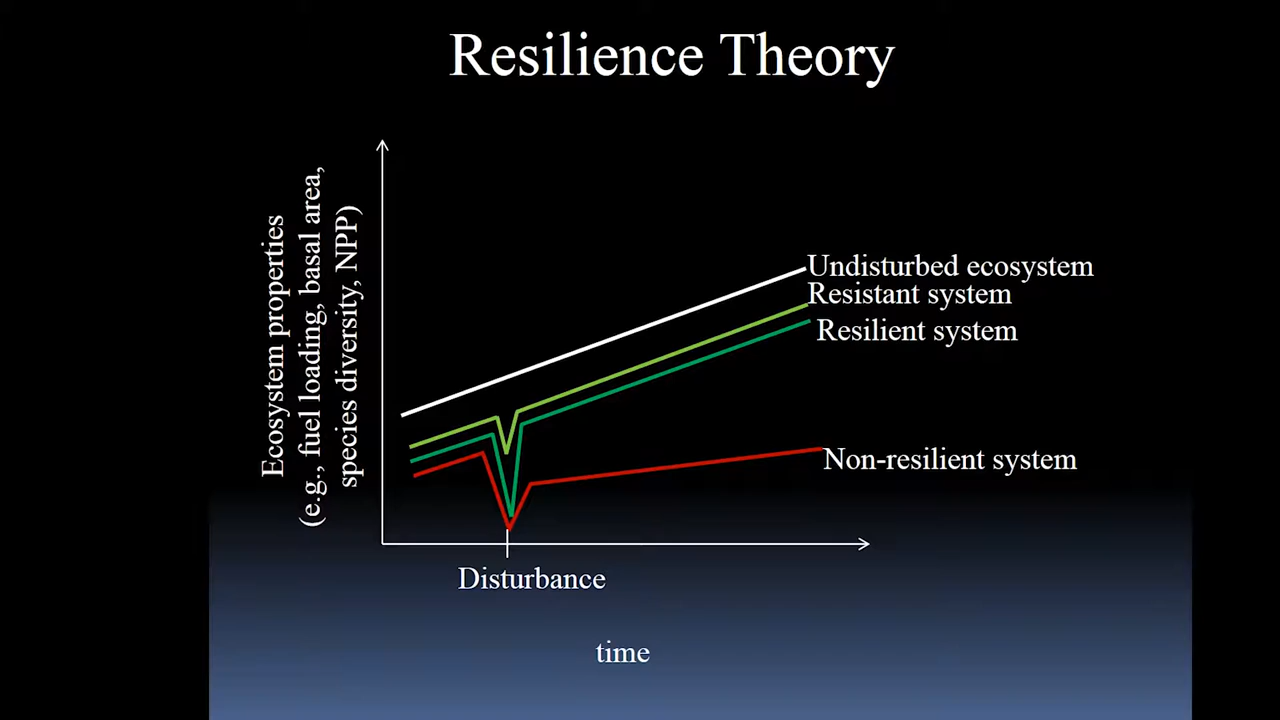 Resilience Theory
Ecosystem properties
(e.g., fuel loading, basal area,
species diversity, NPP)
Undisturbed ecosystem
Resistant system
Resilient system
Non-resilient system
Disturbance
time